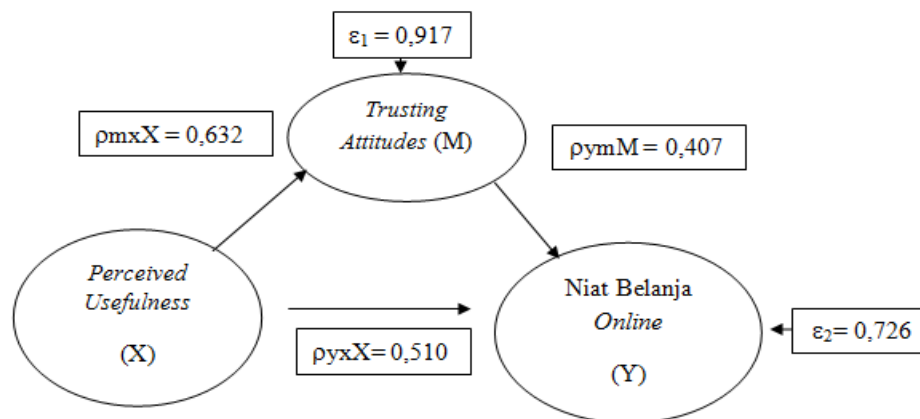 ε₁ = 0,917
Trusting
Attitudes (M)
ρmxX = 0,632
ρymM = 0,407
Perceived
Usefulness
(X)
ρyxX= 0,510
Niat Belanja
Online
(Y)
ε₂= 0,726